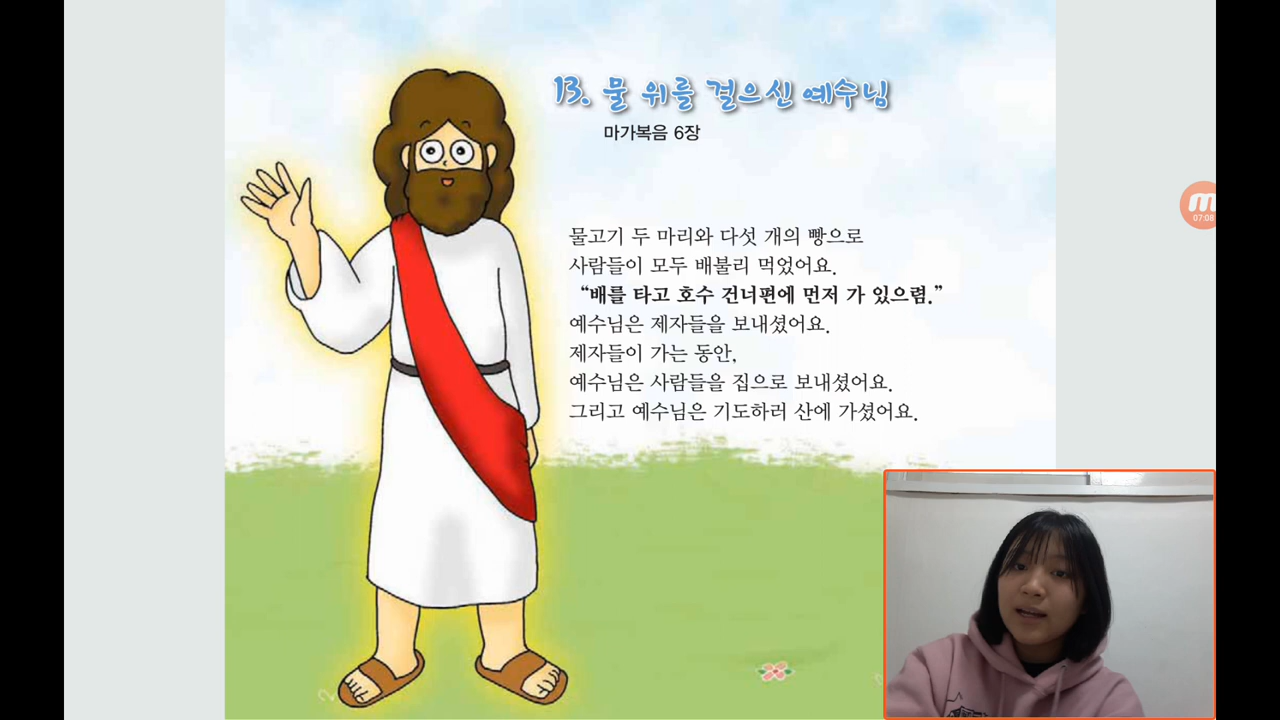 13. 물 위를 걸으신 예수님
마가복음 6장
물고기 두 마리와 다섯 개의 빵으로
사람들이 모두 배불리 먹었어요.
“배를 타고 호수 건너편에 먼저 가 있으렴.”
예수님은 제자들을 보내셨어요.
제자들이 가는 동안,
예수님은 사람들을 집으로 보내셨어요.
그리고 예수님은 기도하러 산에 가셨어요.
m
07:08